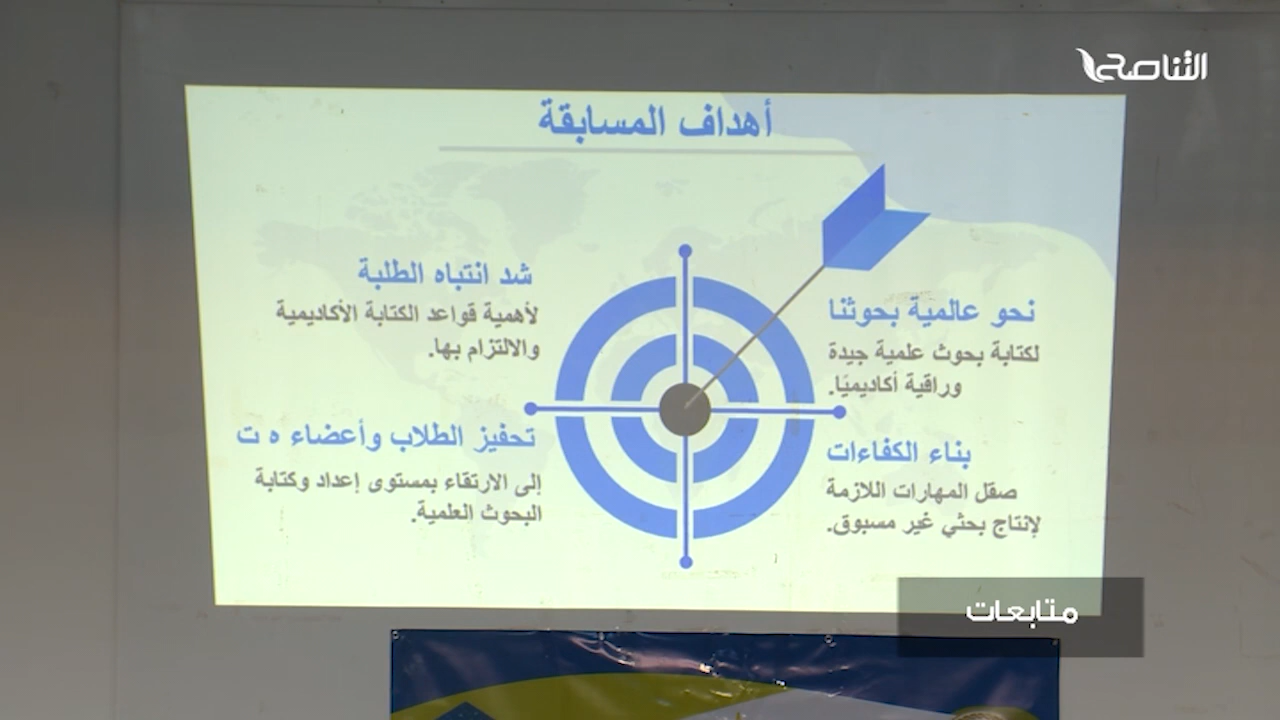 التناصح
أهداف المسابقة
نحو عالمية بحوثنا
لكتابة بحوث علمية جيدة
وراقية أكاديميًا.
شد انتباه الطلبة
لأهمية قواعد الكتابة الأكاديمية
والالتزام بها.
بناء الكفاءات
صقل المهارات اللازمة
لإنتاج بحثي غير مسبوق.
تحفيز الطلاب وأعضاء ه ت
إلى الارتقاء بمستوى إعداد وكتابة
البحوث العلمية.
متابعات